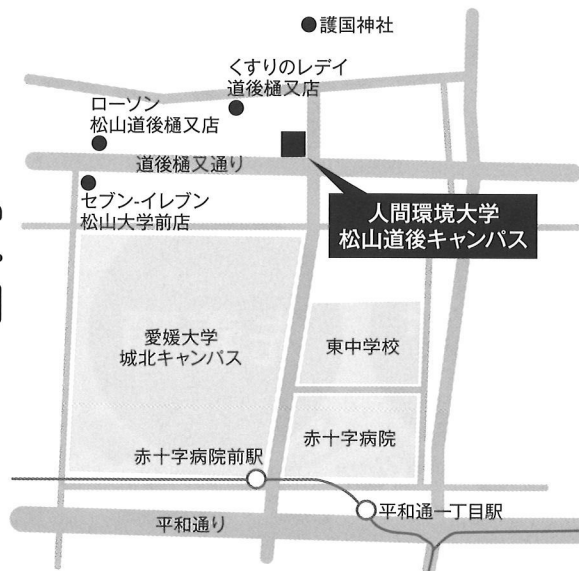 護国神社
くすりのレデイ
道後樋又店
ローソン
松山道後樋又店
道後樋又通り
セブン-イレブン
松山大学前店
人間環境大学
松山道後キャンパス
愛媛大学
城北キャンパス
東中学校
赤十字病院
赤十字病院前駅
平和通一丁目駅
平和通り